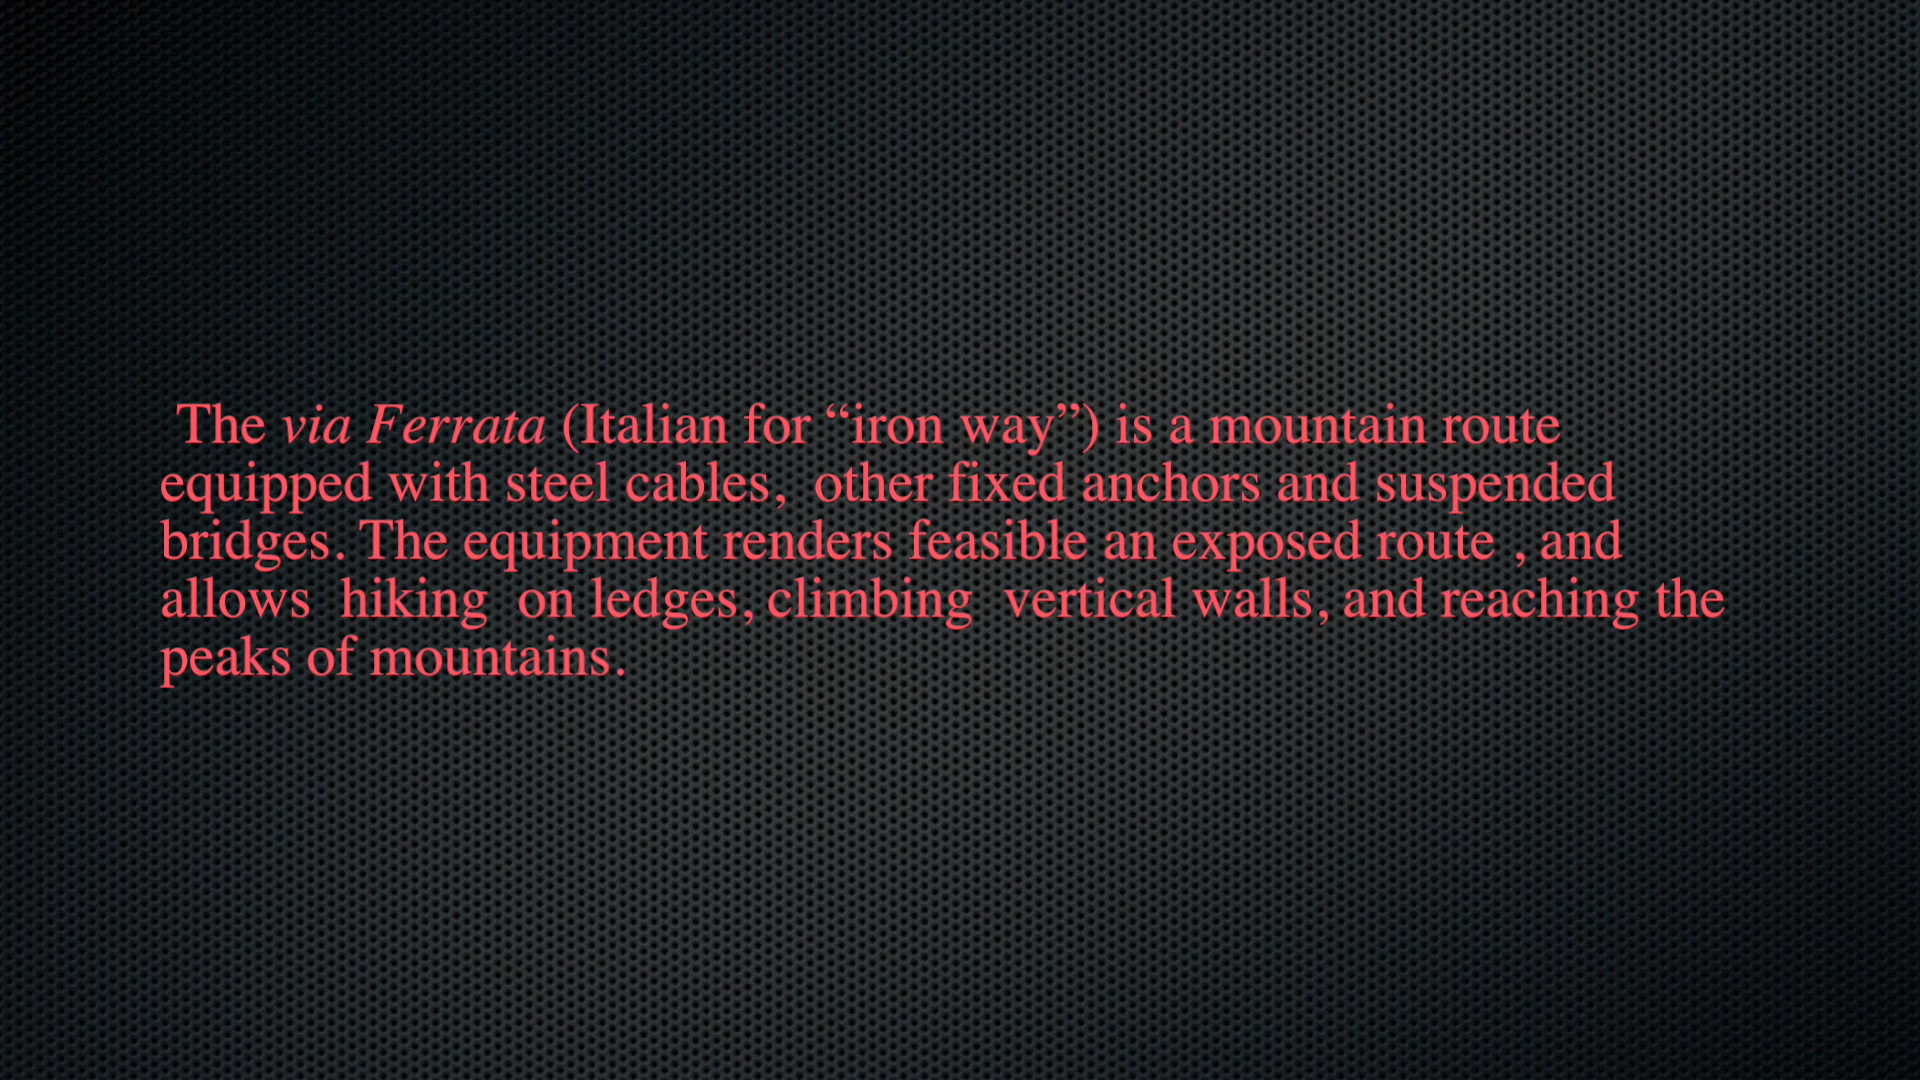 The via Ferrata (Italian for “iron way”) is a mountain route
equipped with steel cables,  other fixed anchors and suspended
bridges. The equipment renders feasible an exposed route , and
allows  hiking  on ledges, climbing  vertical walls, and reaching the
peaks of mountains.